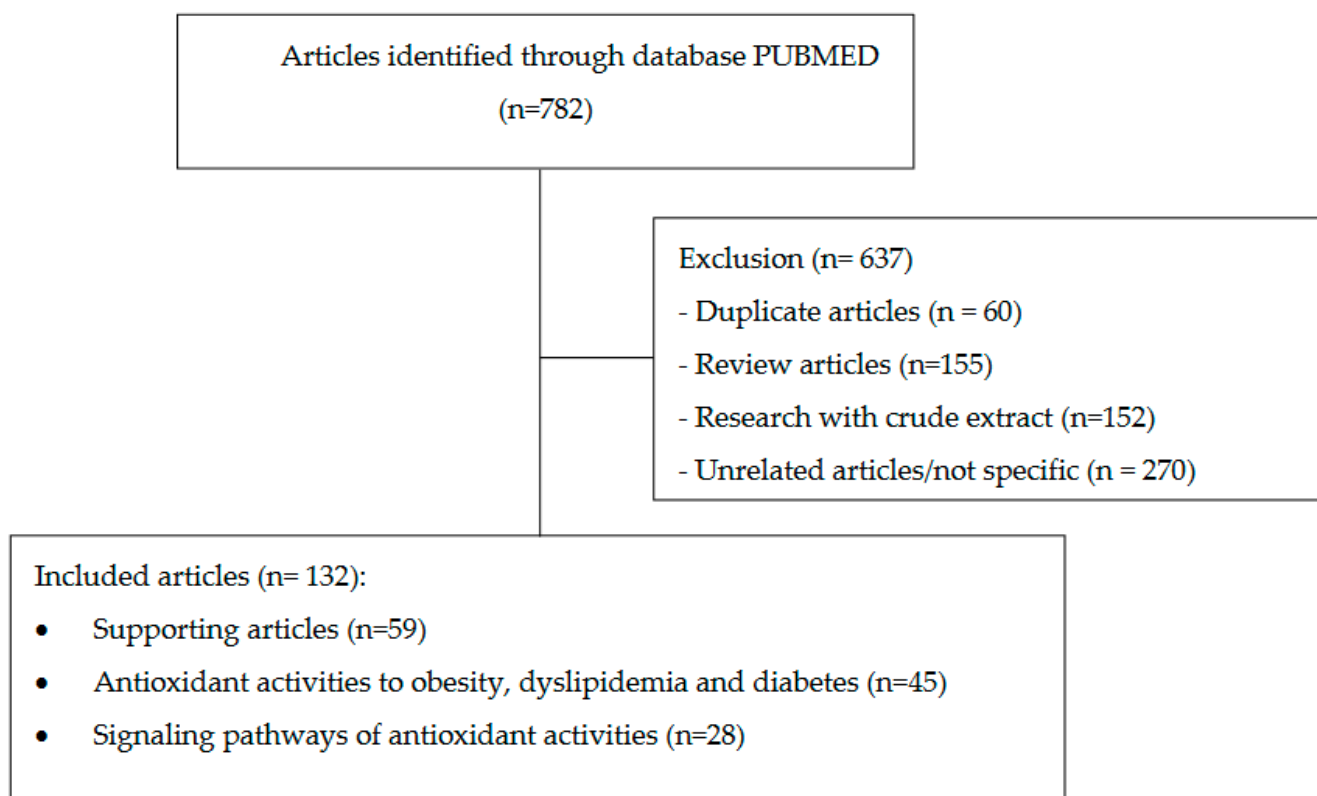 Articles identified through database PUBMED
(n=782)
Exclusion (n= 637)
- Duplicate articles (n = 60)
- Review articles (n=155)
- Research with crude extract (n=152)
- Unrelated articles/not specific (n = 270)
Included articles (n= 132):
• Supporting articles (n=59)
• Antioxidant activities to obesity, dyslipidemia and diabetes (n=45)
• Signaling pathways of antioxidant activities (n=28)